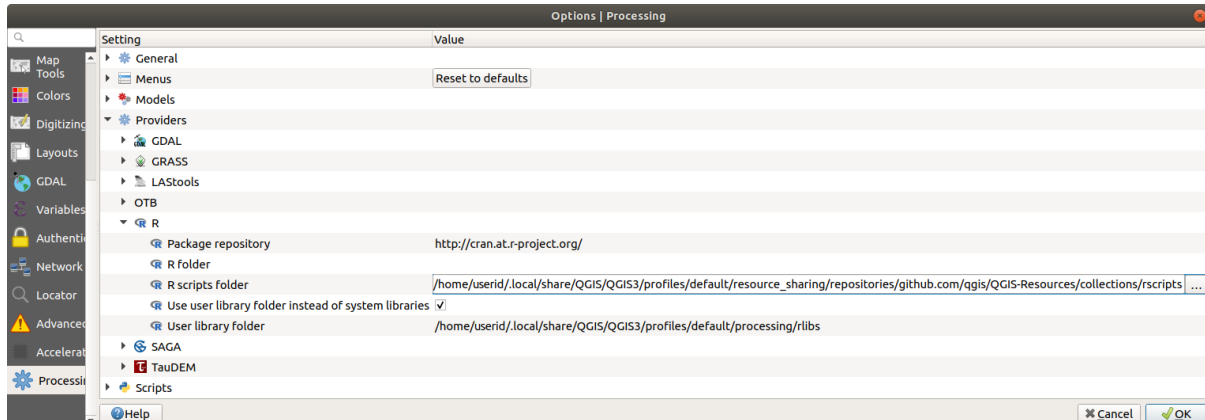 Options | Processing
Setting Value
Map Tools
Colors
Digitizing
Layouts
GDAL
Variables
Authenti
Network
Locator
Advanced
Accelerat
Processi
General
Menus Reset to defaults
Models
Providers
GDAL
GRASS
LAStools
OTB
R
Package repository http://cran.at.r-project.org/
R folder
R scripts folder /home/userid/.local/share/QGIS/QGIS3/profiles/default/resource_sharing/repositories/github.com/qgis/QGIS-Resources/collections/rscripts ...
Use user library folder instead of system libraries
User library folder /home/userid/.local/share/QGIS/QGIS3/profiles/default/processing/rlibs
SAGA
TauDEM
Scripts
Help Cancel OK